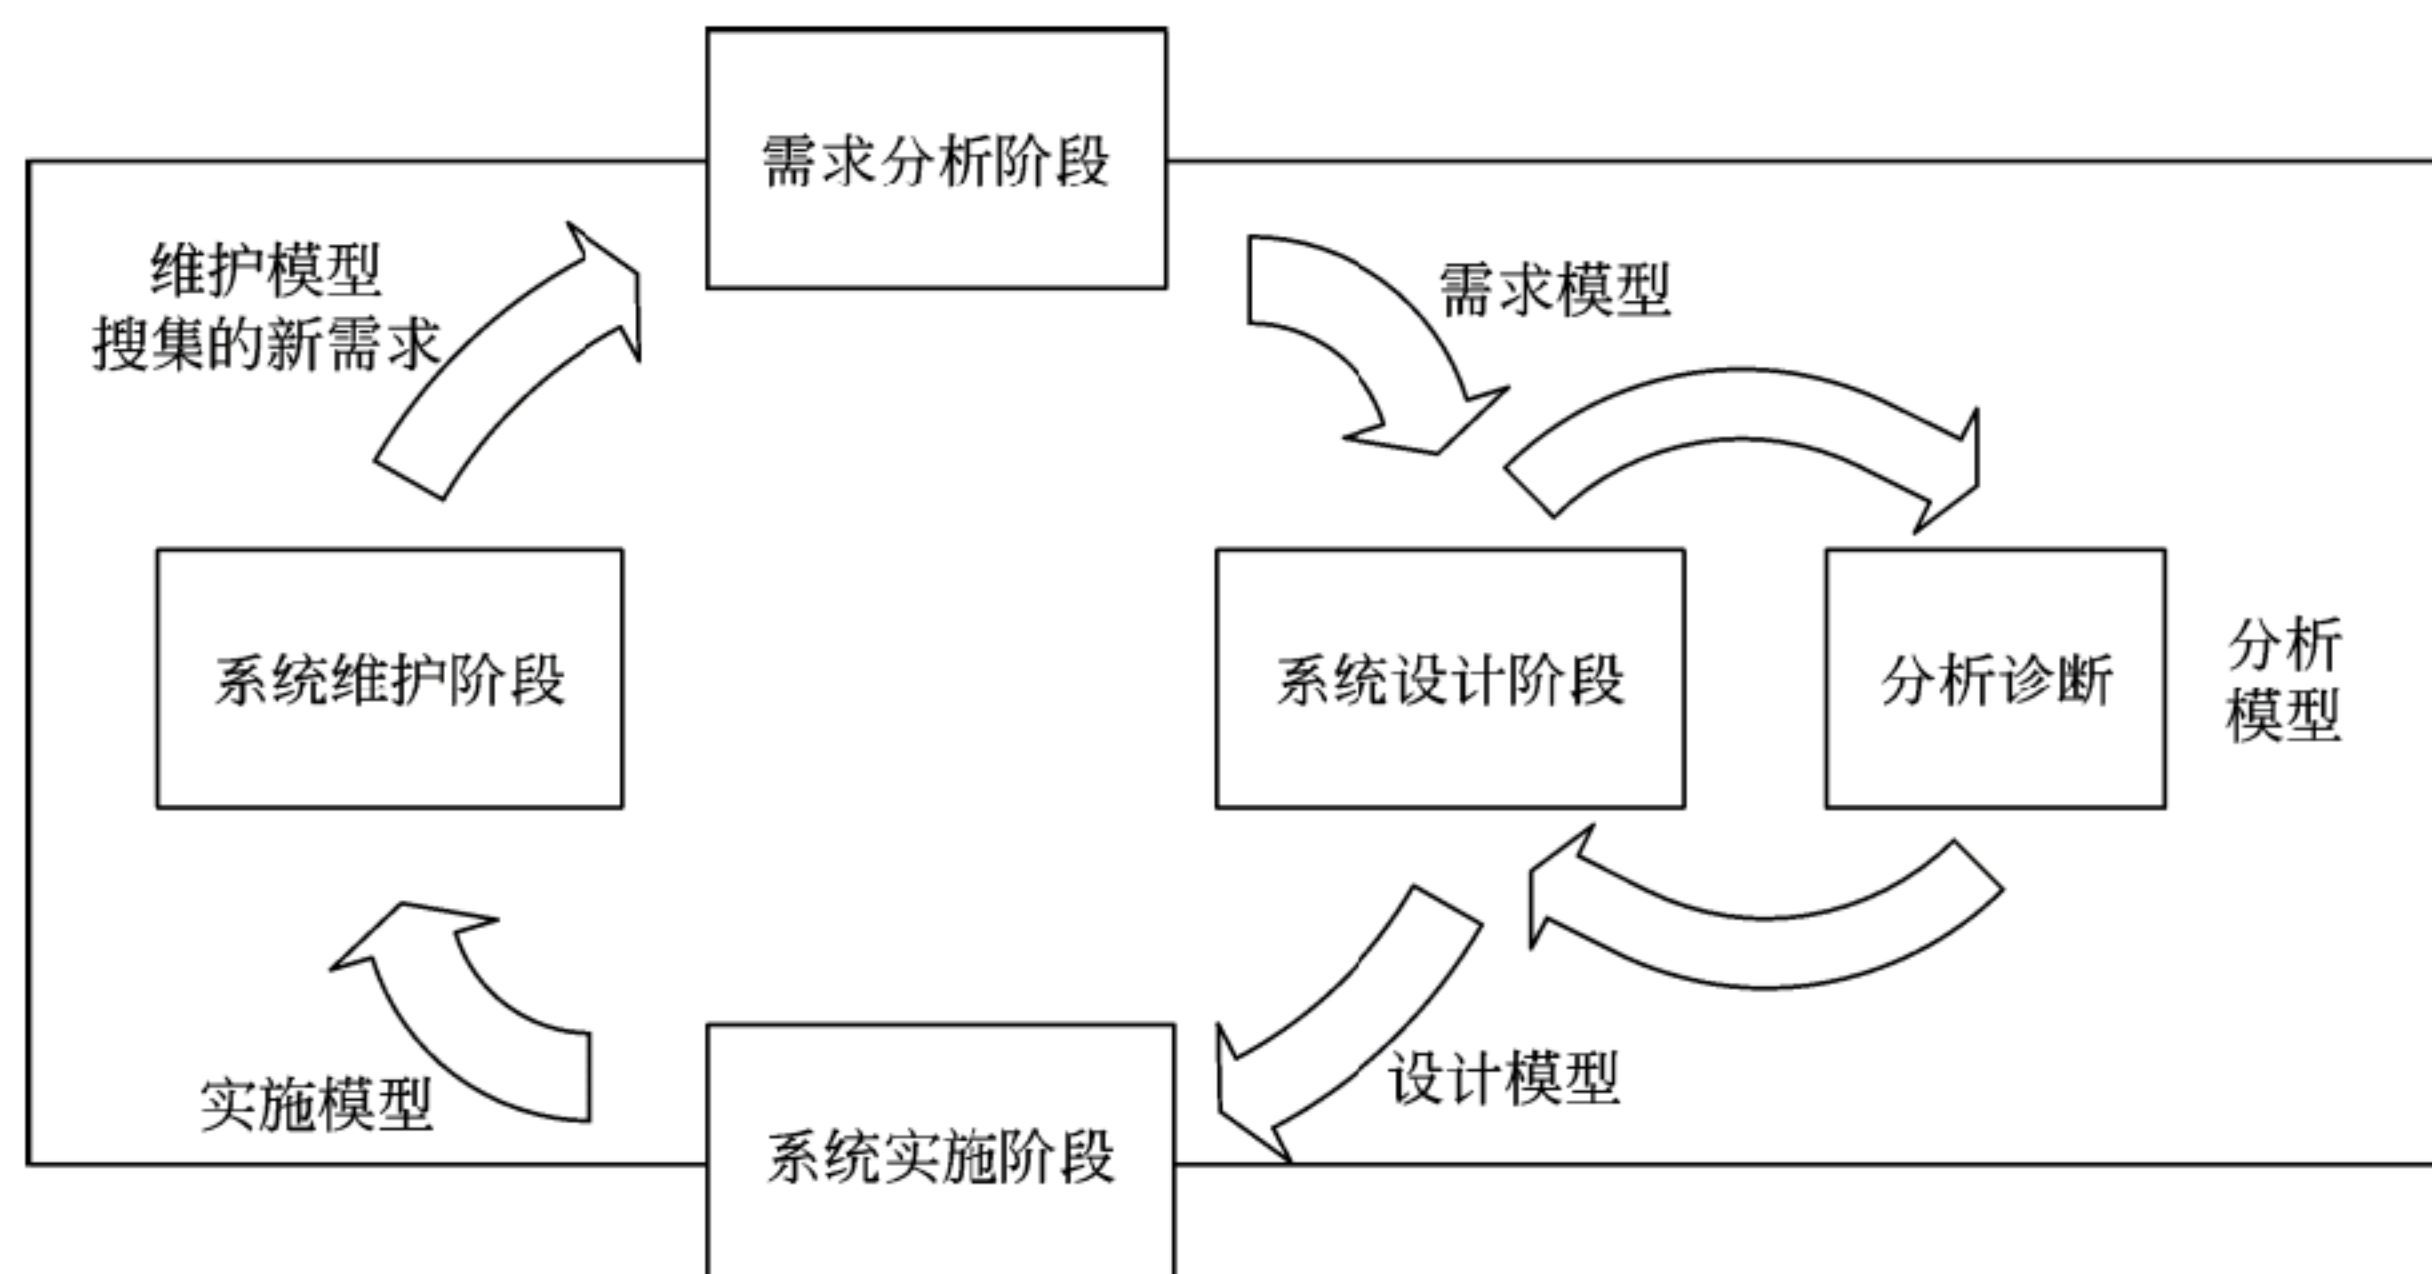 需求分析阶段
维护模型
搜集的新需求
需求模型
系统维护阶段
系统设计阶段
分析诊断
分析
模型
实施模型
设计模型
系统实施阶段